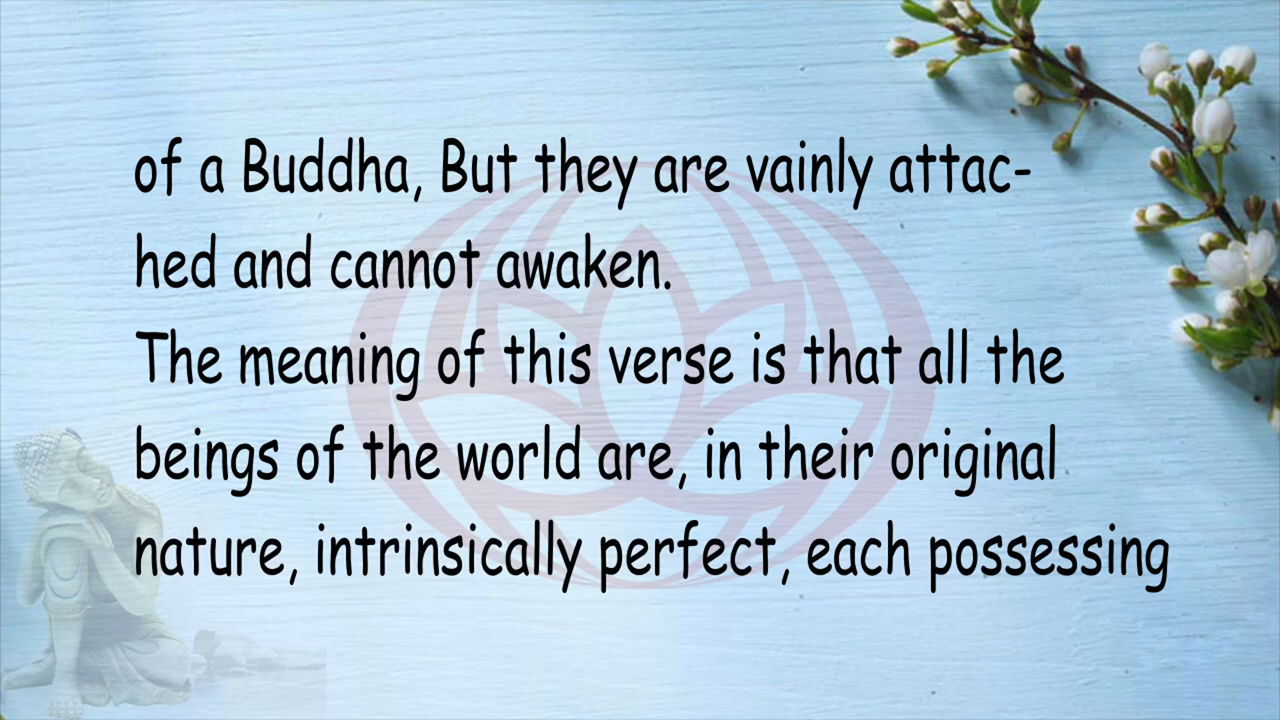 of a Buddha, But they are vainly attac-
hed and cannot awaken.
The meaning of this verse is that all the
beings of the world are, in their original
nature, intrinsically perfect, each possessing